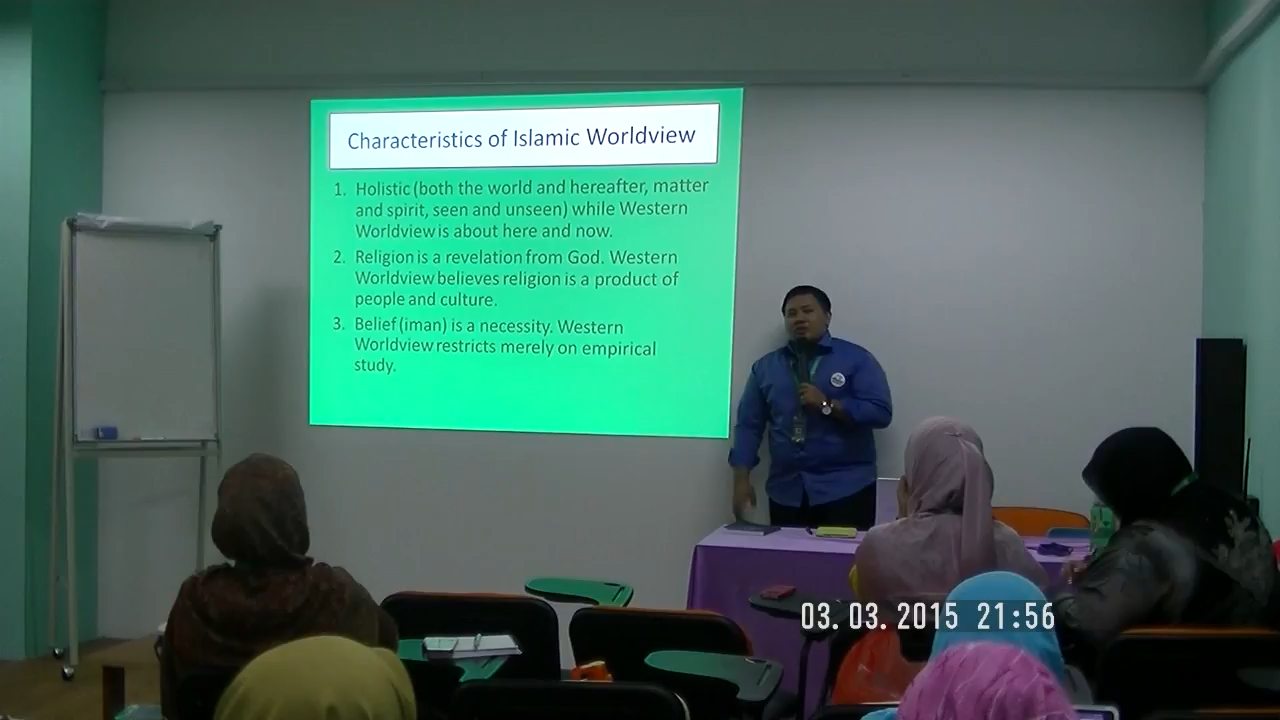 Characteristics of Islamic Worldview
1. Holistic (both the world and hereafter, matter
and spirit, seen and unseen) while Western
Worldview is about here and now.
2. Religion is a revelation from God. Western
Worldview believes religion is a product of
people and culture.
3. Belief (iman) is a necessity. Western
Worldview restricts merely on empirical
study.
03. 03. 2015 21:56